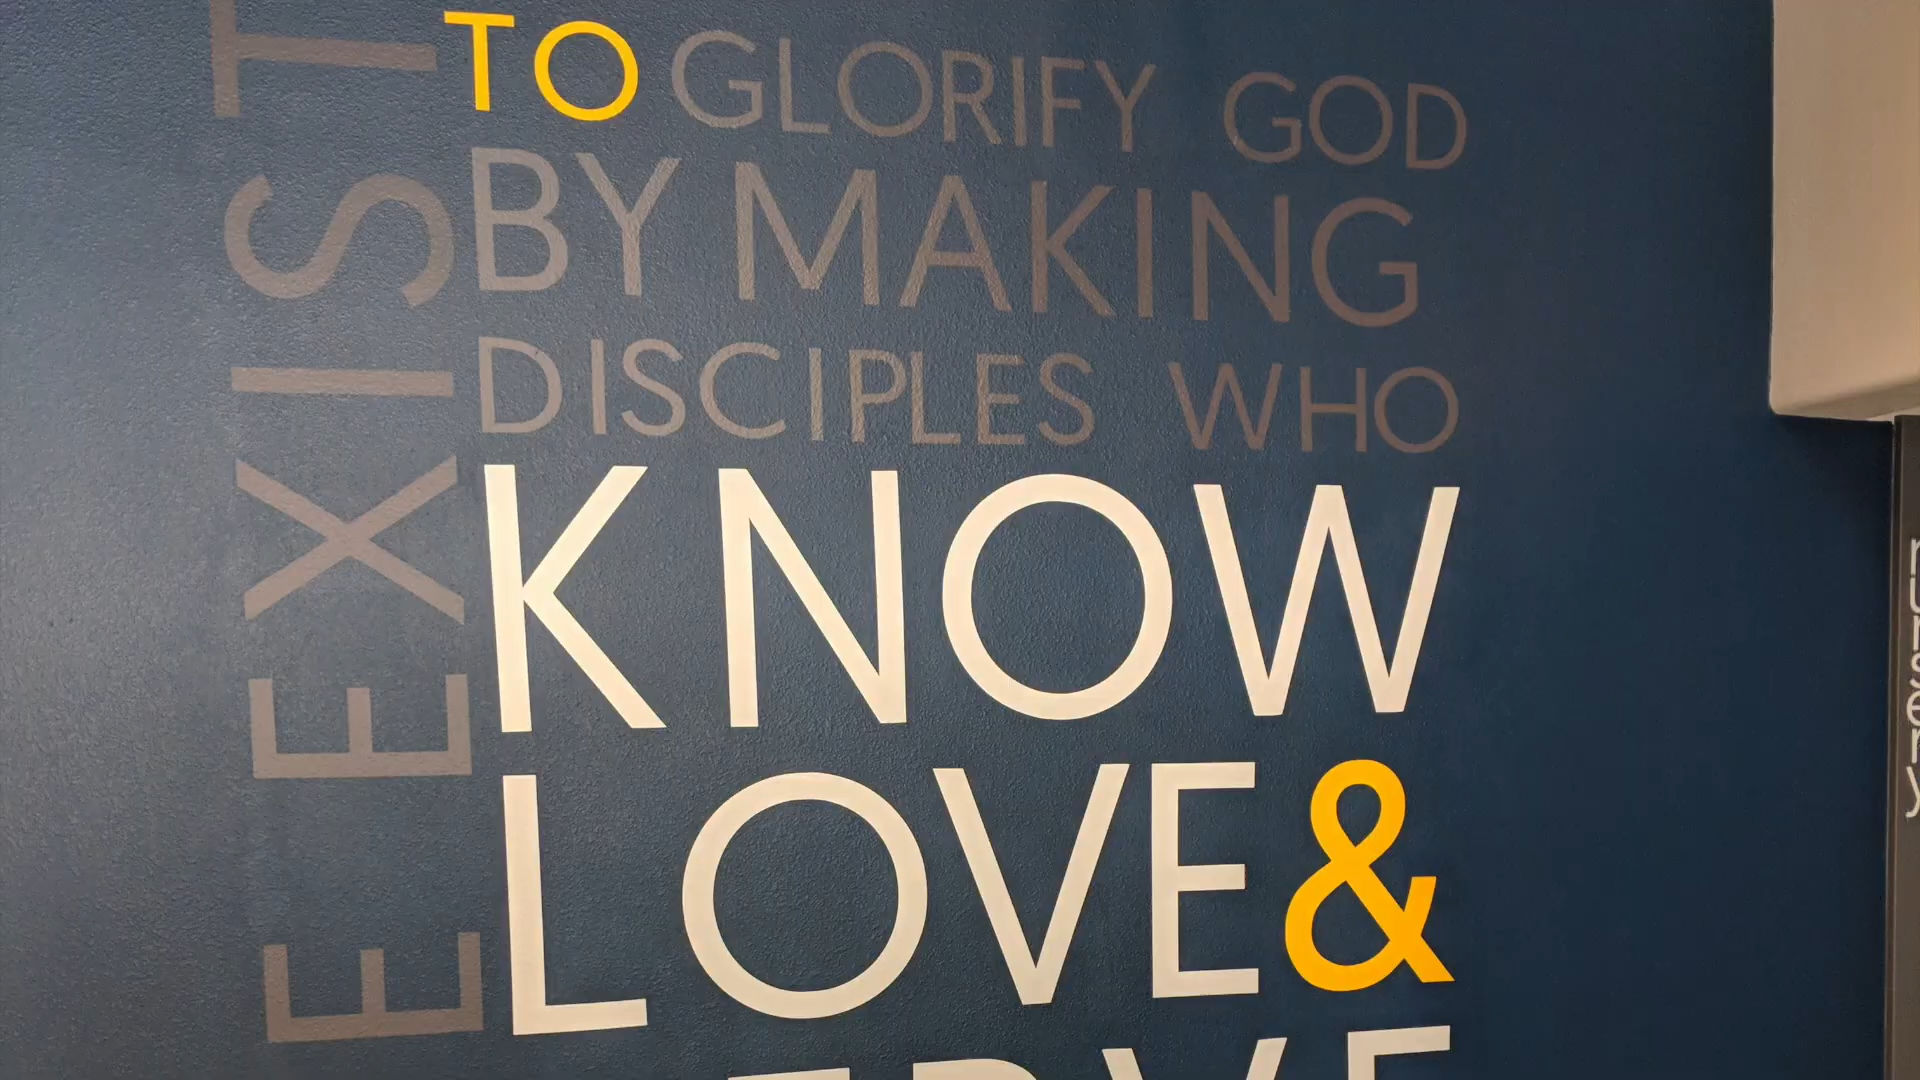 E EXIST
TO GLORIFY GOD
BY MAKING
DISCIPLES WHO
KNOW
LOVE &